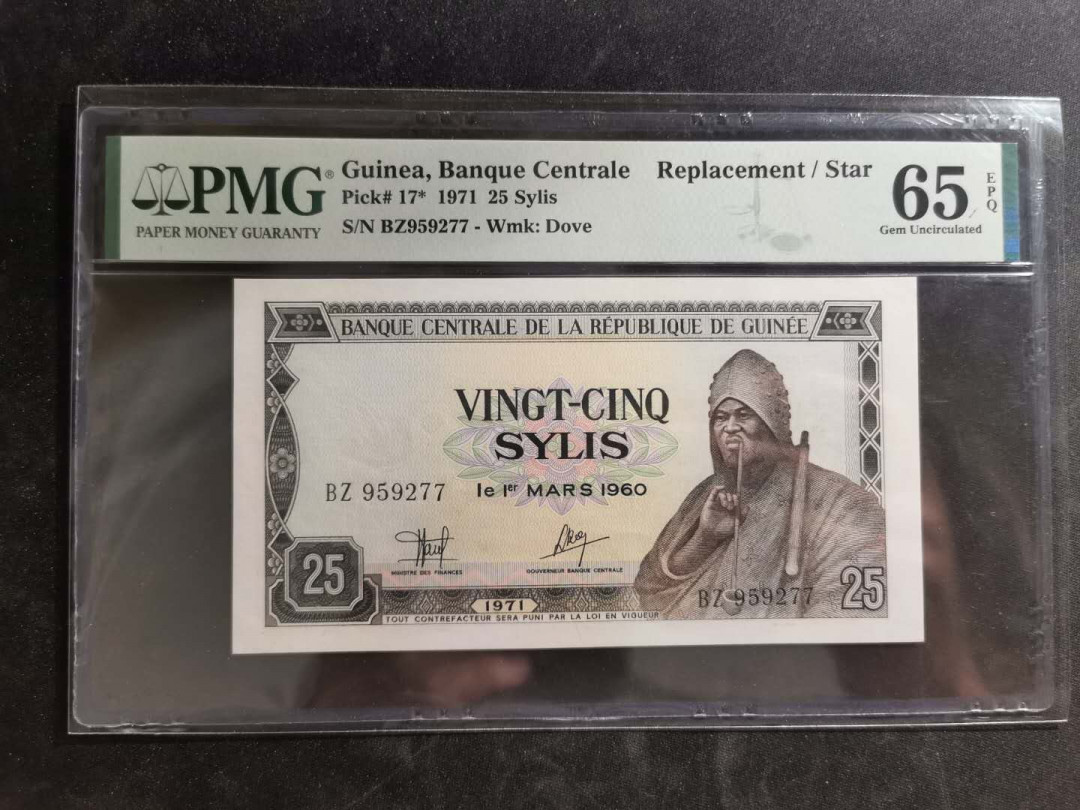 PMG®
PAPER MONEY GUARANTY
Guinea, Banque Centrale Replacement / Star
Pick# 17* 1971 25 Sylis
S/N BZ959277 - Wmk: Dove
65 EPQ
Gem Uncirculated
BANQUE CENTRALE DE LA RÉPUBLIQUE DE GUINÉE
VINGT-CINQ
SYLIS
BZ 959277 le 1er MARS 1960
MINISTRE DES FINANCES GOUVERNEUR BANQUE CENTRALE
25
BZ 959277 25
1971
TOUT CONTREFACTEUR SERA PUNI PAR LA LOI EN VIGUEUR